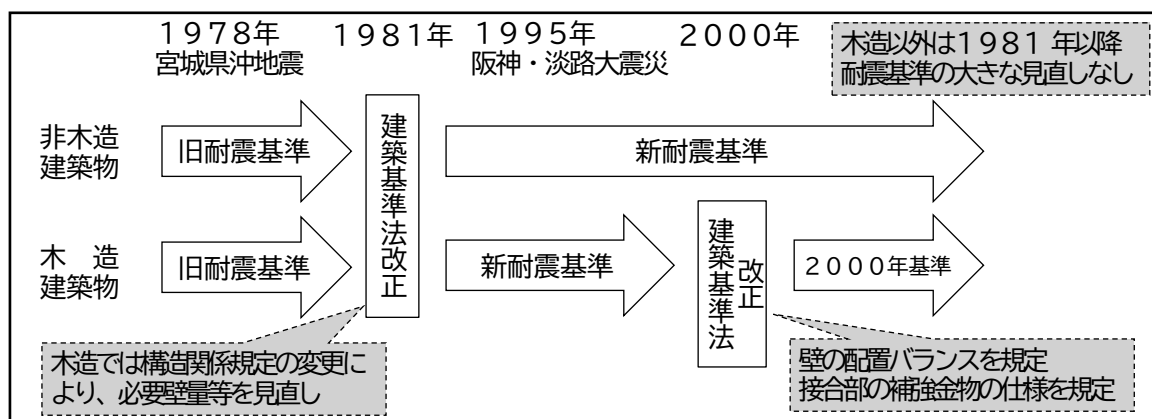 1978年
宮城県沖地震
1981年
1995年
阪神・淡路大震災
2000年
木造以外は1981年以降
耐震基準の大きな見直しなし
非木造
建築物
旧耐震基準
建築基準法改正
新耐震基準
木 造
建築物
旧耐震基準
新耐震基準
建築基準法
改正
2000年基準
木造では構造関係規定の変更に
より、必要壁量等を見直し
壁の配置バランスを規定
接合部の補強金物の仕様を規定